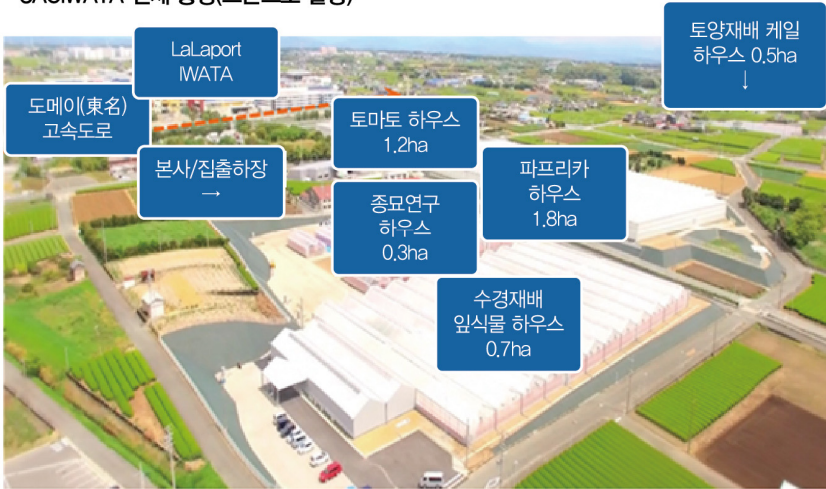 LaLaport
IWATA
토양재배 케일
하우스 0.5ha
↓
도메이(東名)
고속도로
토마토 하우스
1.2ha
본사/집출하장
→
파프리카
하우스
1.8ha
종묘연구
하우스
0.3ha
수경재배
잎식물 하우스
0.7ha